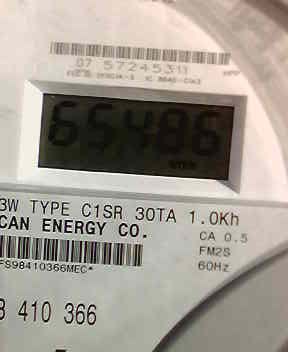 07 57245311
65486
3W TYPE C1SR 30TA 1.0Kh
CAN ENERGY CO.
CA 0.5
FM2S
60Hz
FS98410366MEC*
3 410 366